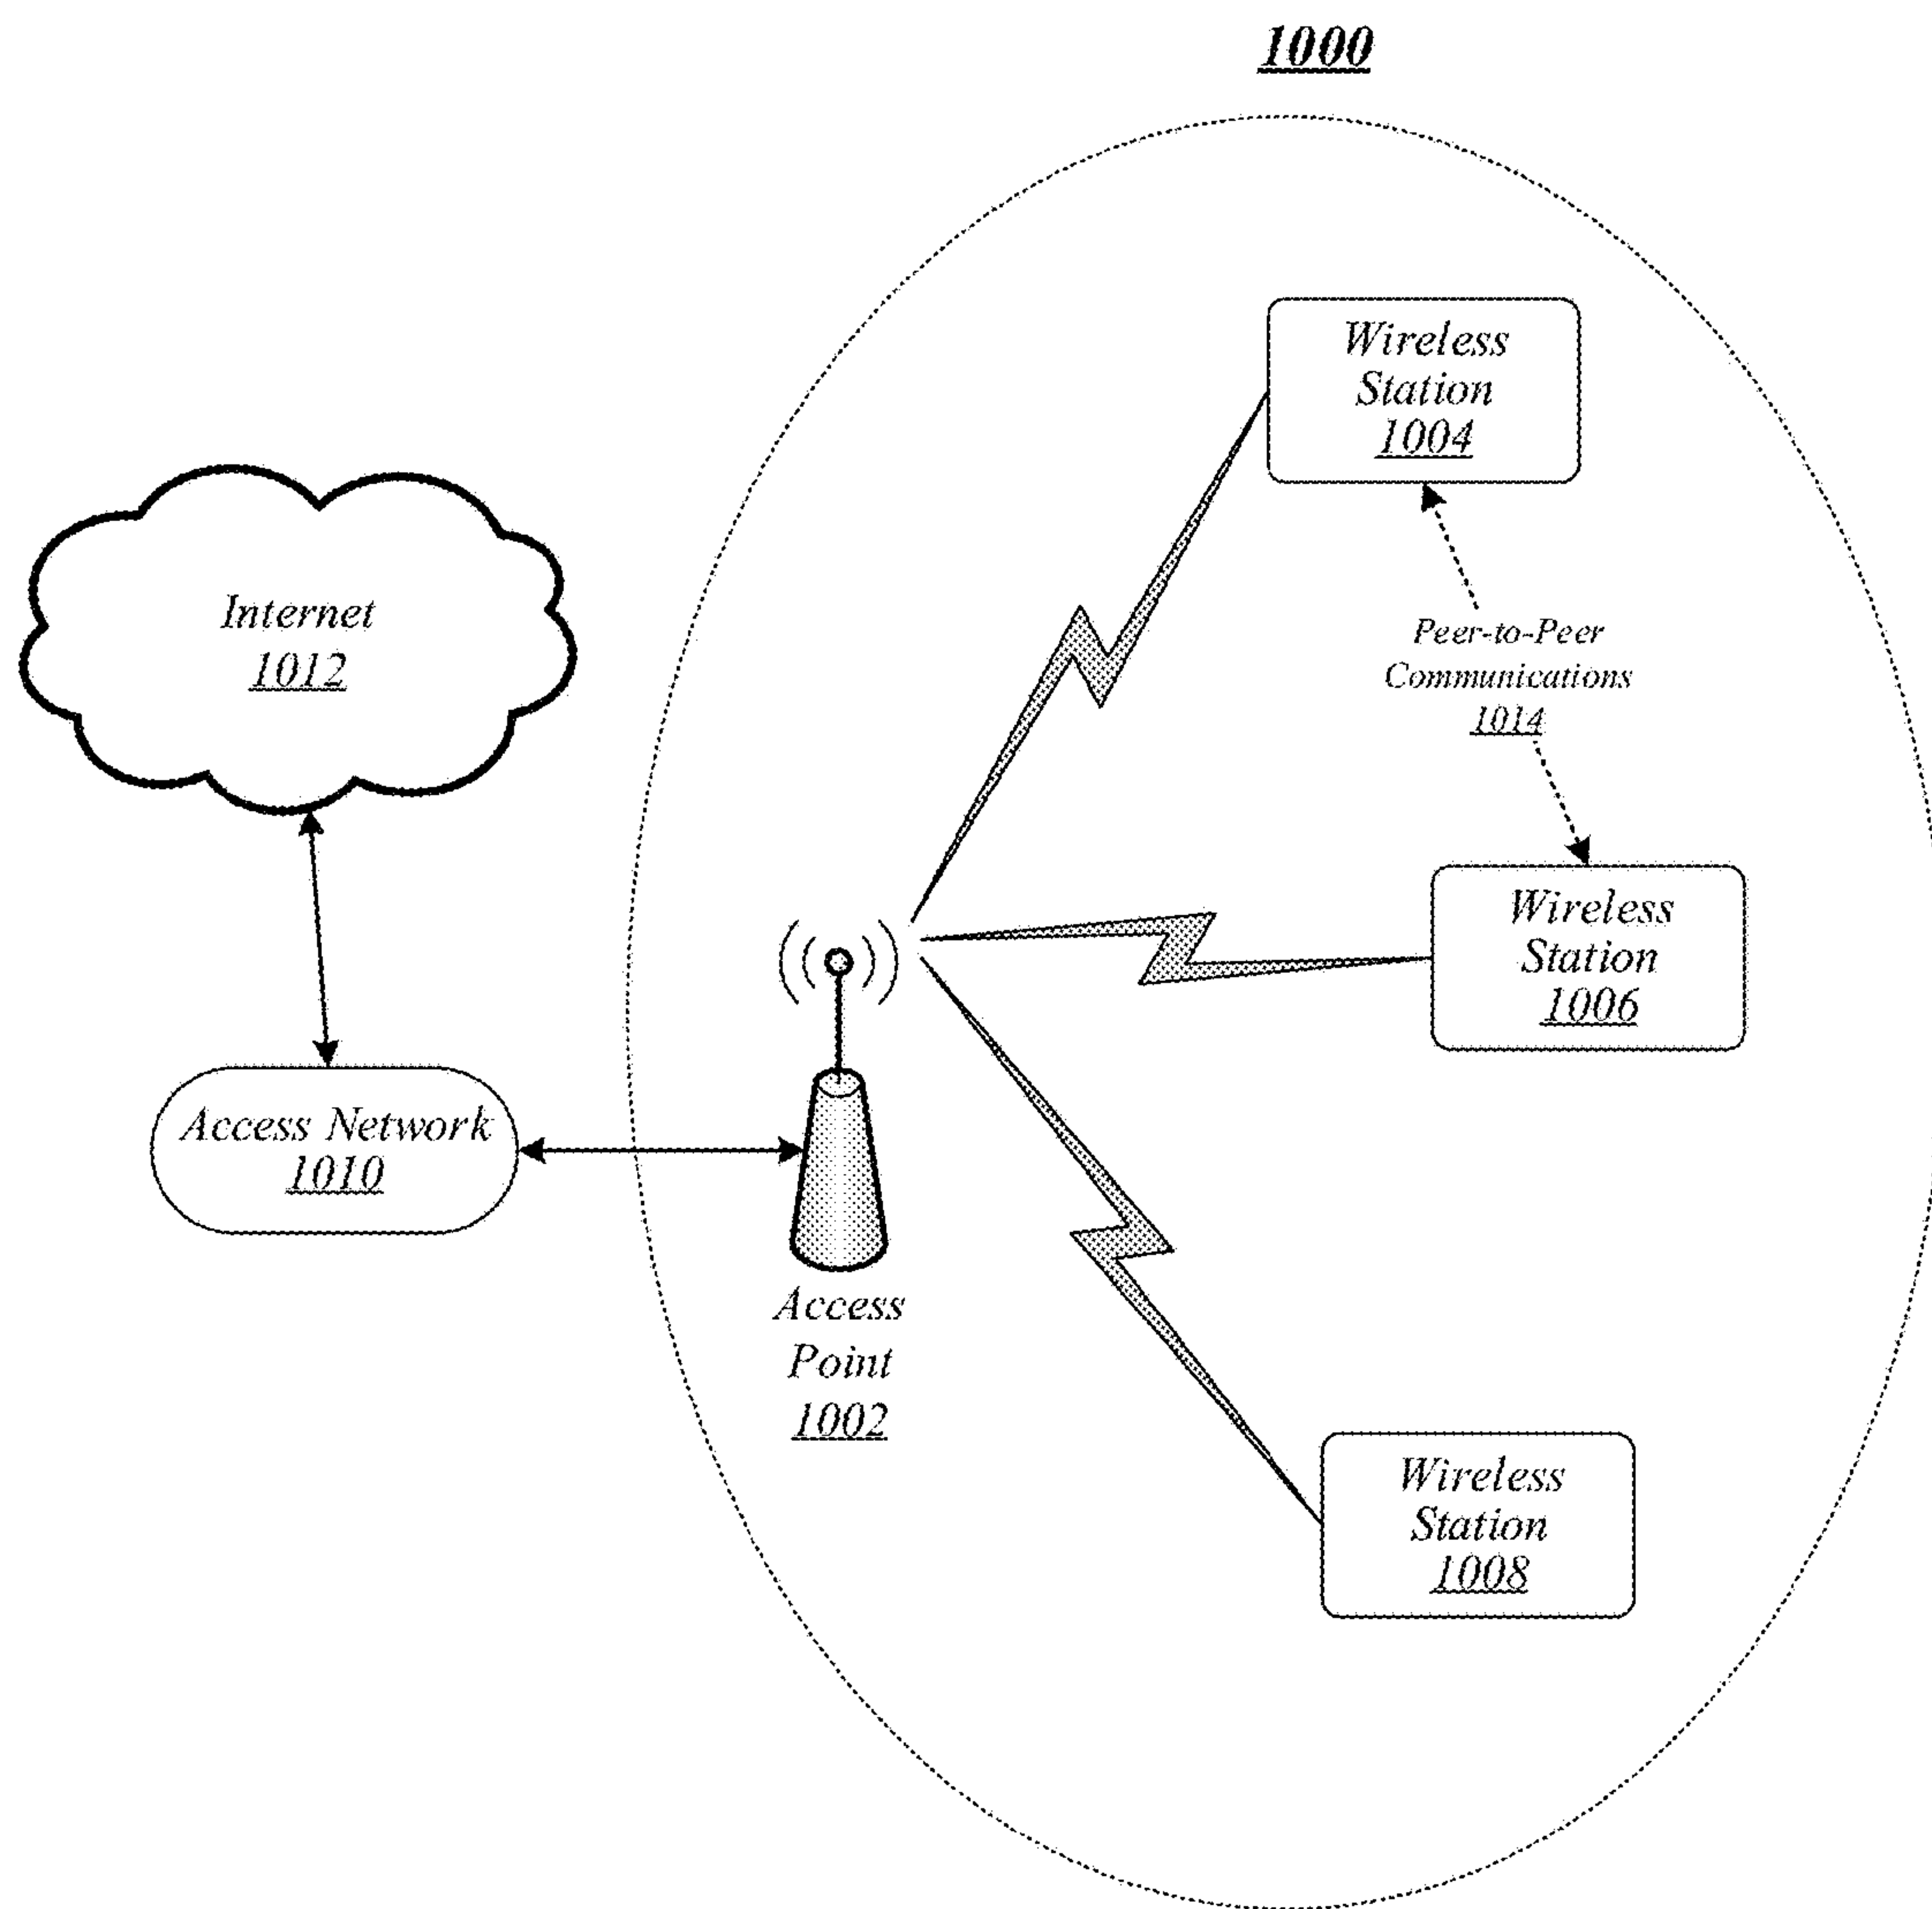 1000
Wireless
Station
1004
Internet
1012
Peer-to-Peer
Communications
1014
Wireless
Station
1006
Access Network
1010
Access
Point
1002
Wireless
Station
1008